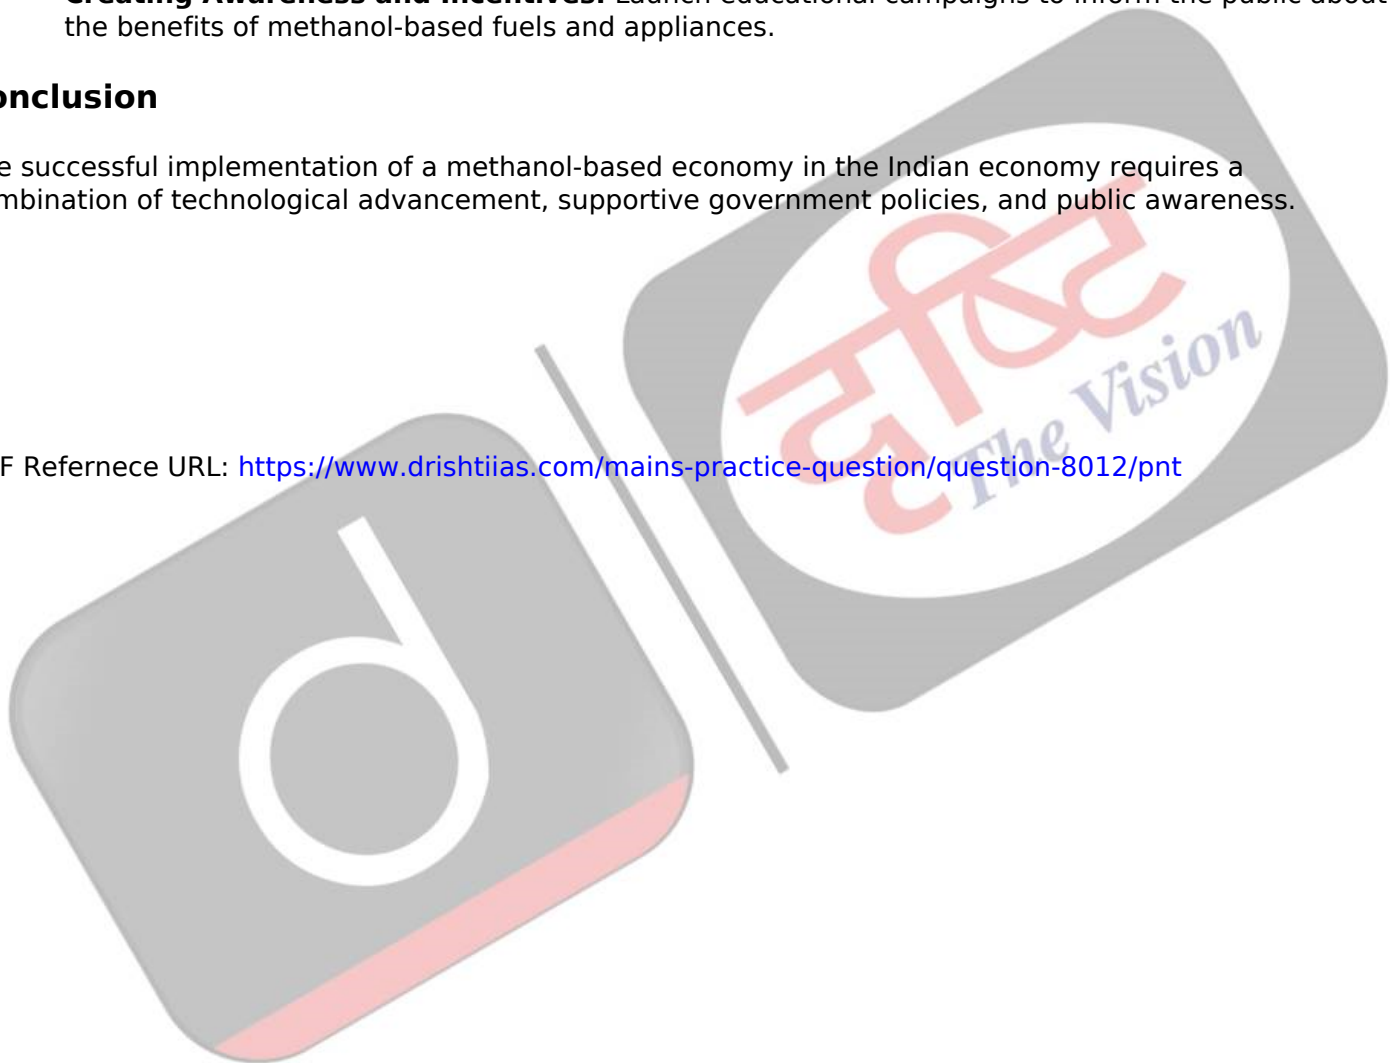 Creating Awareness and Incentives: Launch educational campaigns to inform the public about
the benefits of methanol-based fuels and appliances.
onclusion
e successful implementation of a methanol-based economy in the Indian economy requires a
mbination of technological advancement, supportive government policies, and public awareness.
F Refernece URL: https://www.drishtiias.com/mains-practice-question/question-8012/pnt
दृष्टि
The Vision
d